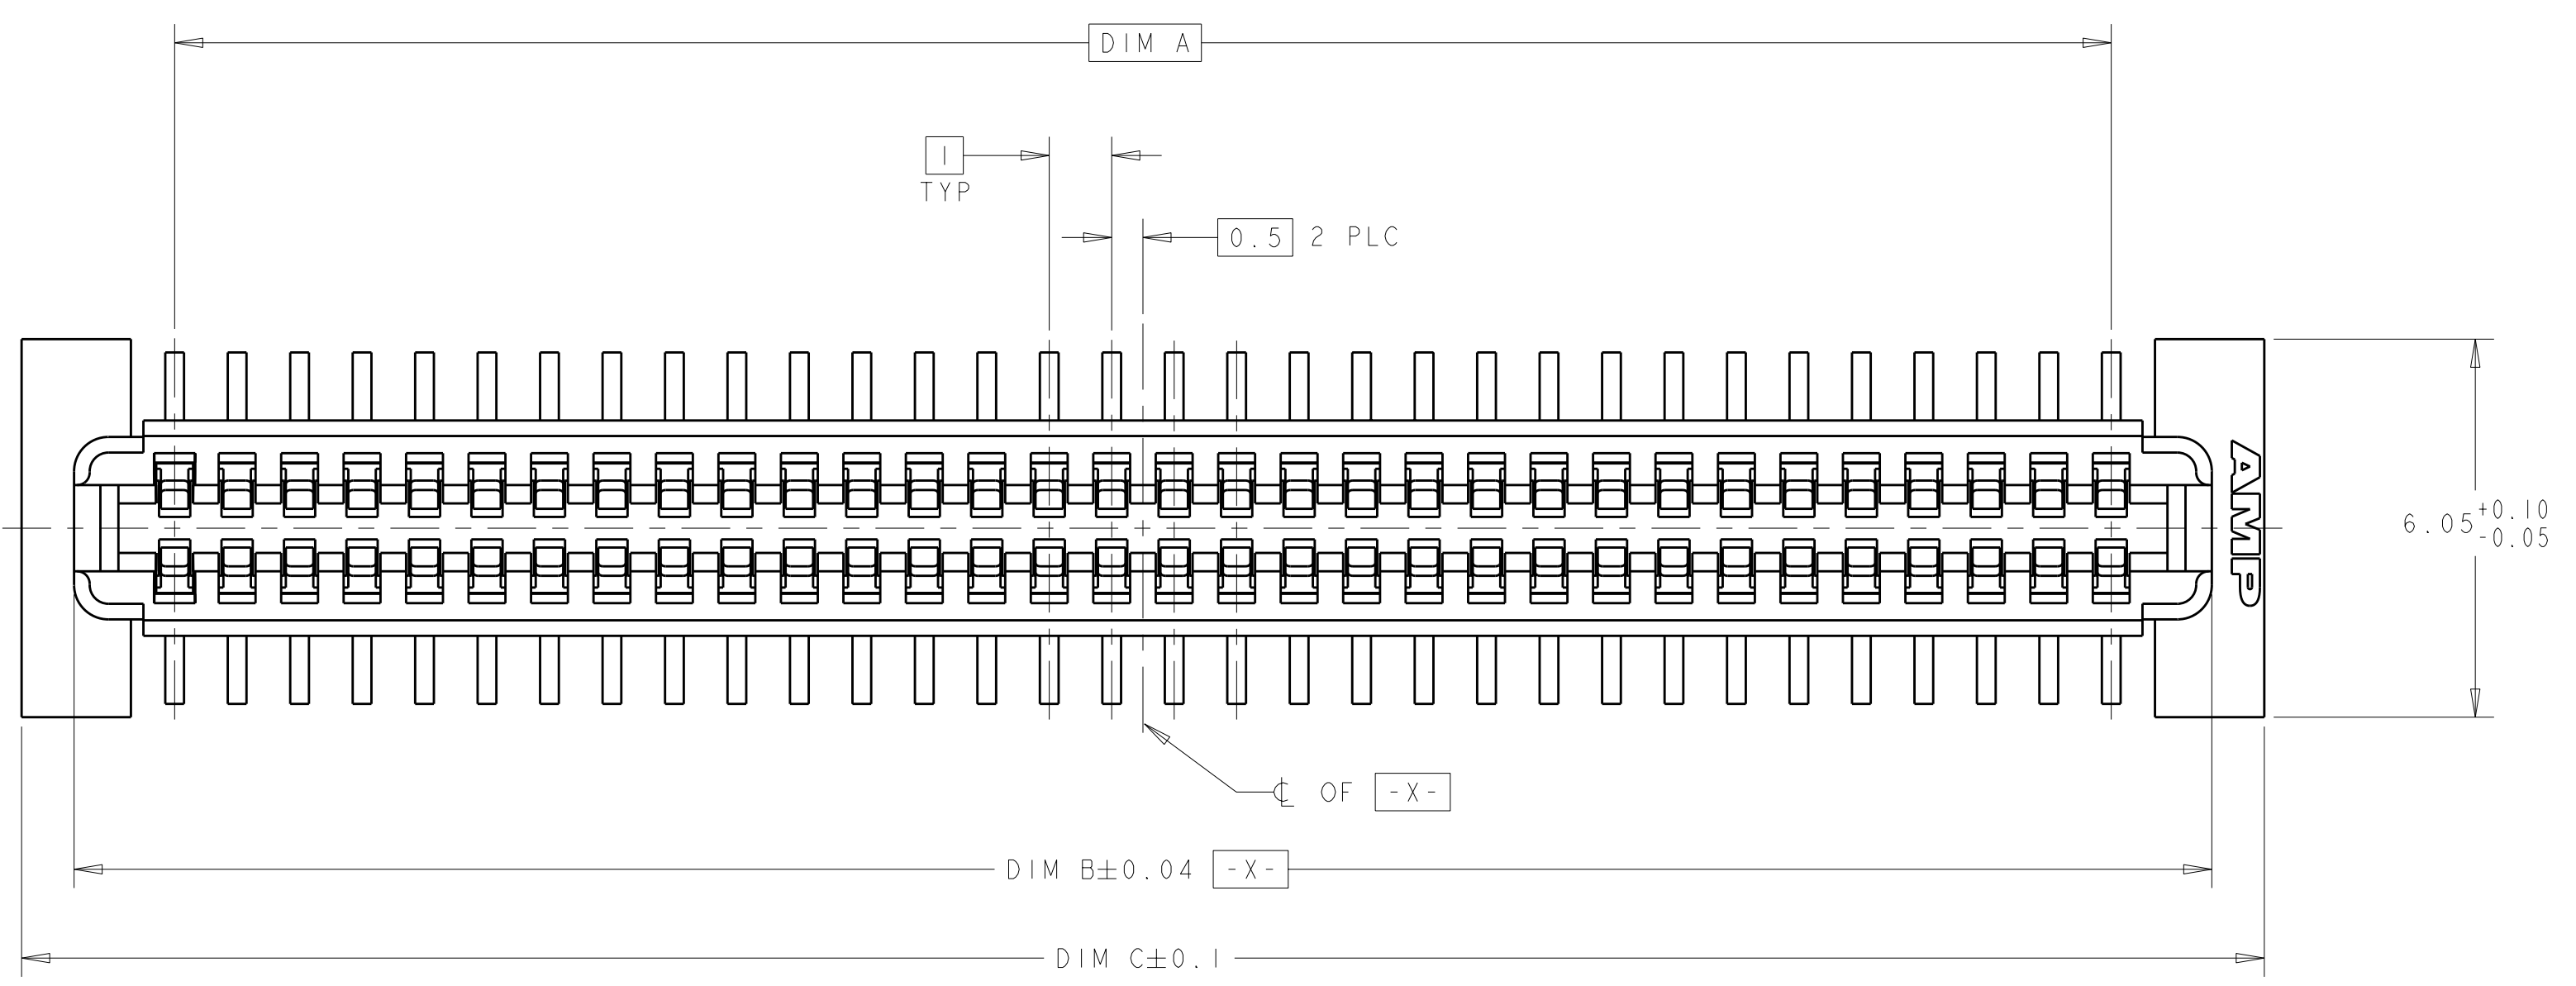 DIM A
1
TYP
0.5 2 PLC
AMP
6.05 +0.10
-0.05
℄ OF -X-
DIM B±0.04 -X-
DIM C±0.1